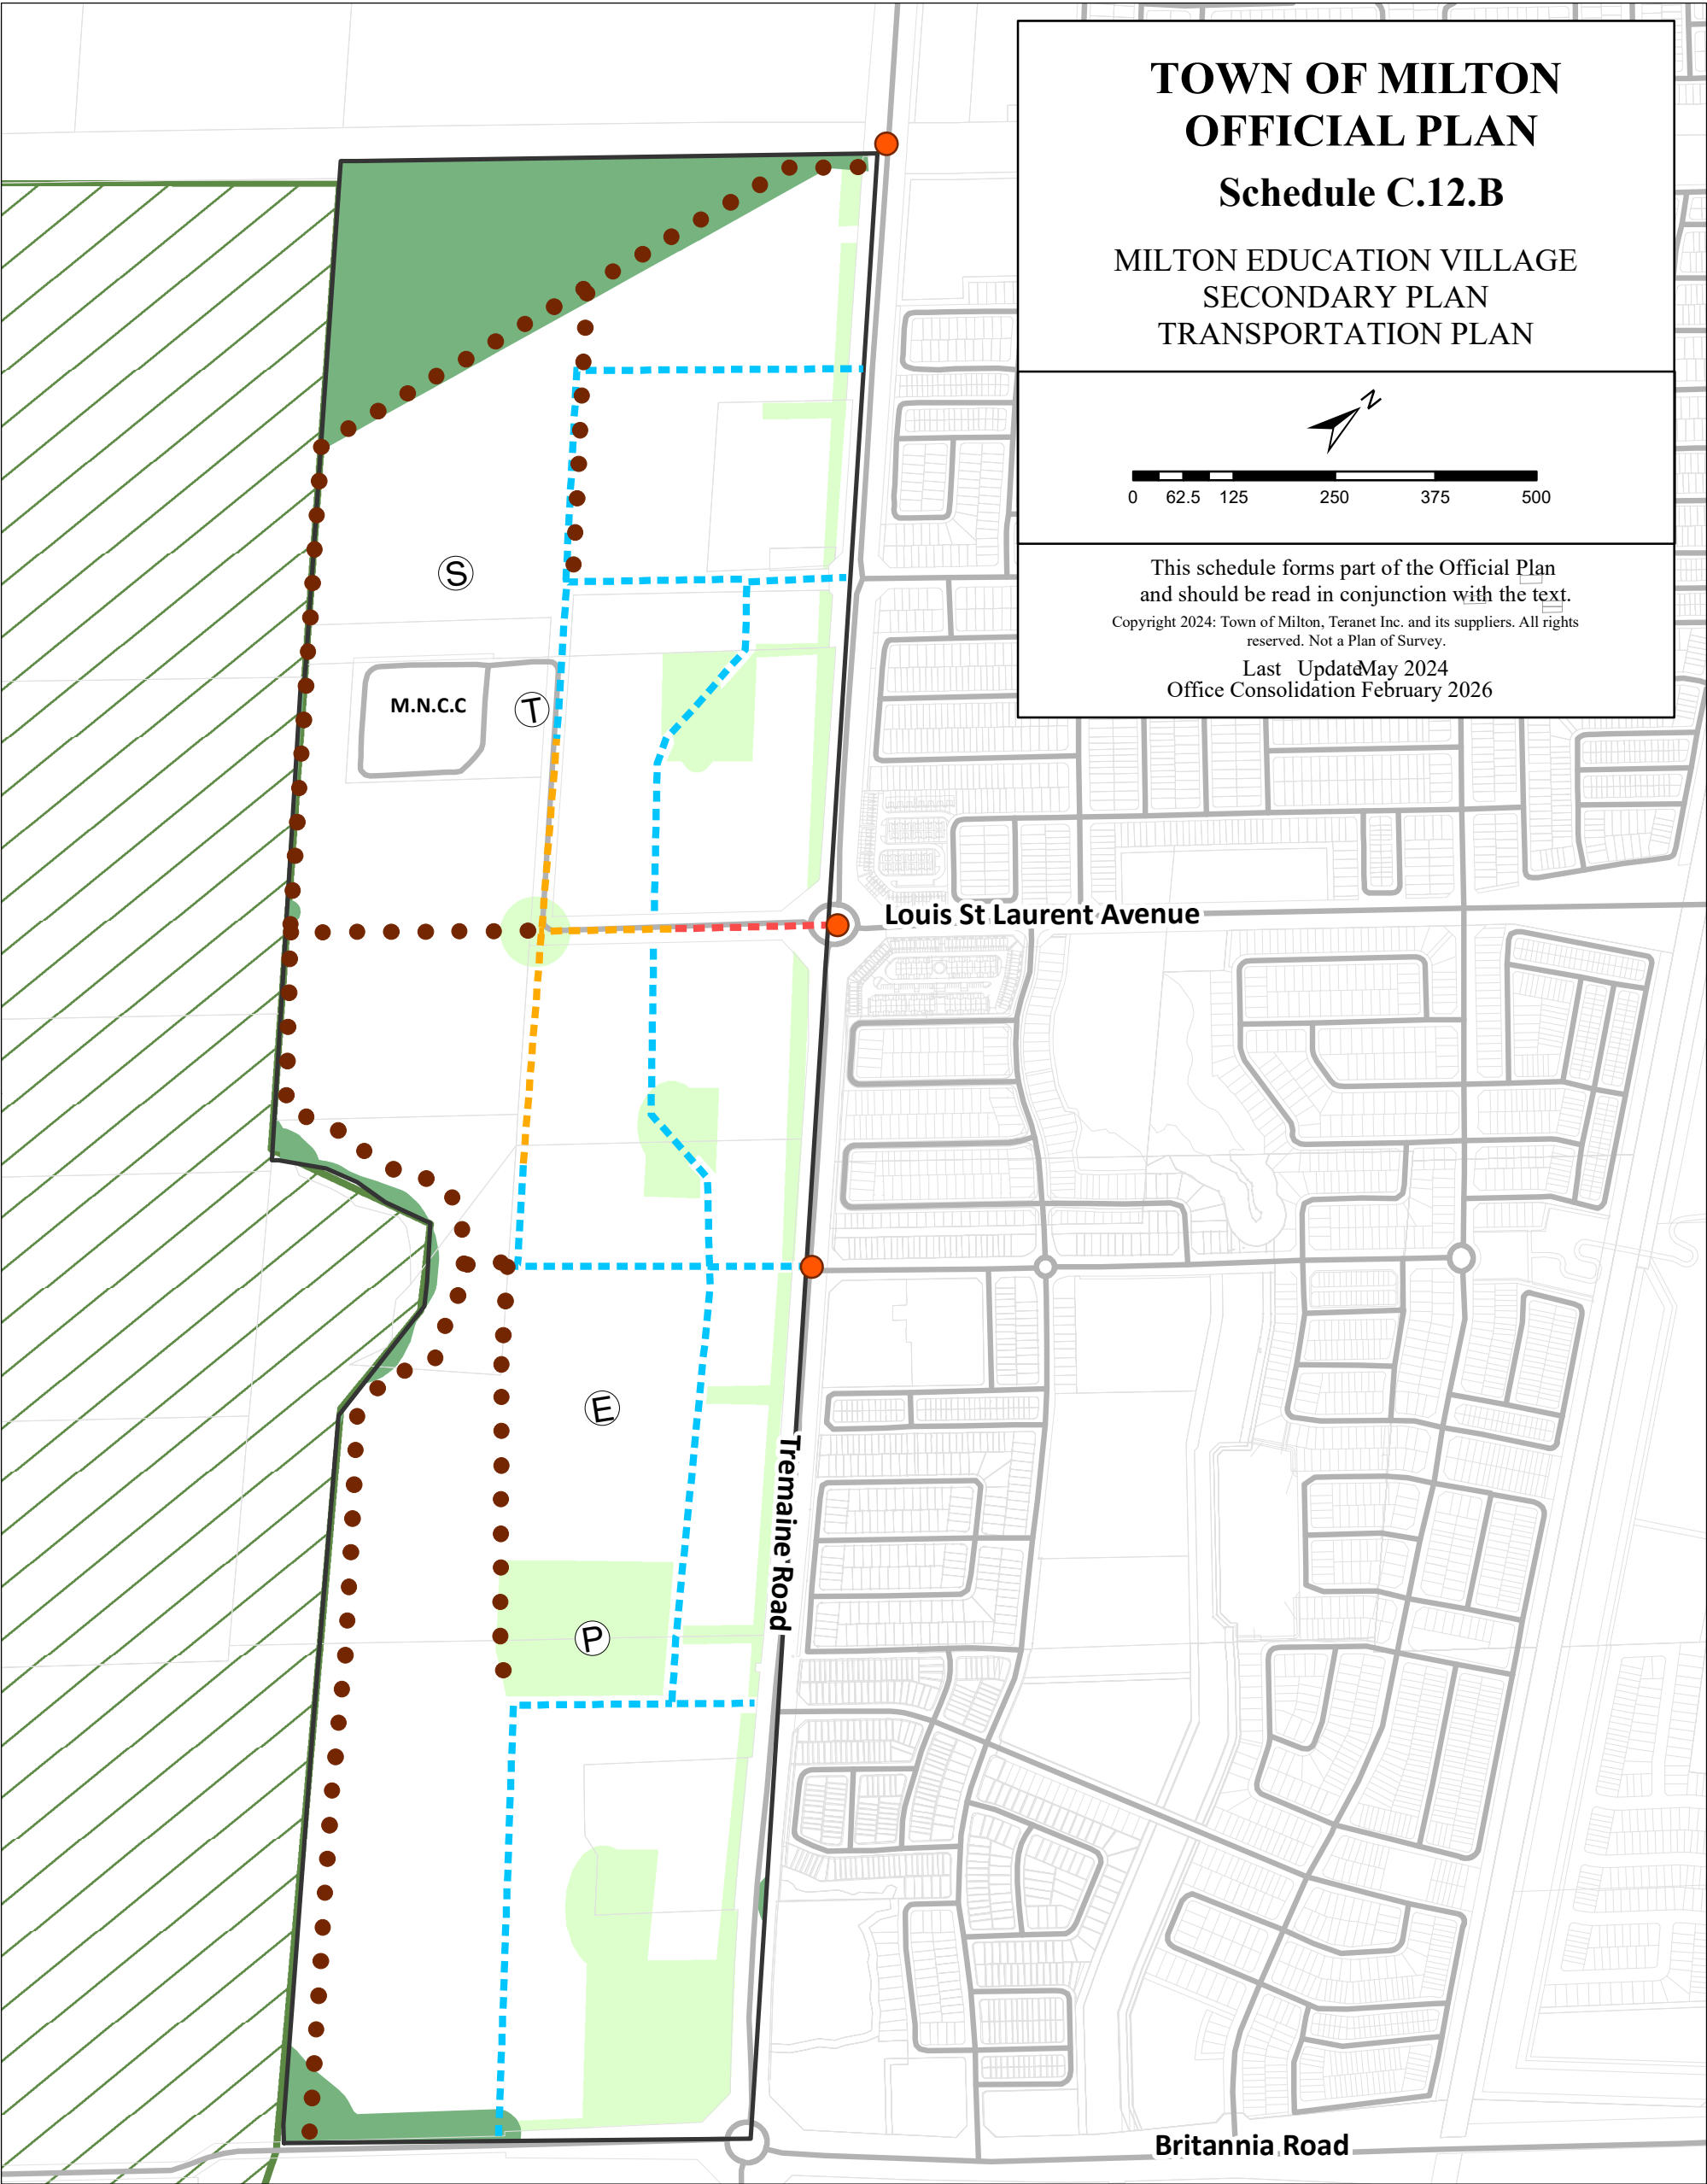 TOWN OF MILTON
OFFICIAL PLAN
Schedule C.12.B
MILTON EDUCATION VILLAGE
SECONDARY PLAN
TRANSPORTATION PLAN
N
0 62.5 125 250 375 500
This schedule forms part of the Official Plan
and should be read in conjunction with the text.
Copyright 2024: Town of Milton, Teranet Inc. and its suppliers. All rights
reserved. Not a Plan of Survey.
Last UpdateMay 2024
Office Consolidation February 2026
S
M.N.C.C
T
Louis St Laurent Avenue
E
Tremaine Road
P
Britannia Road